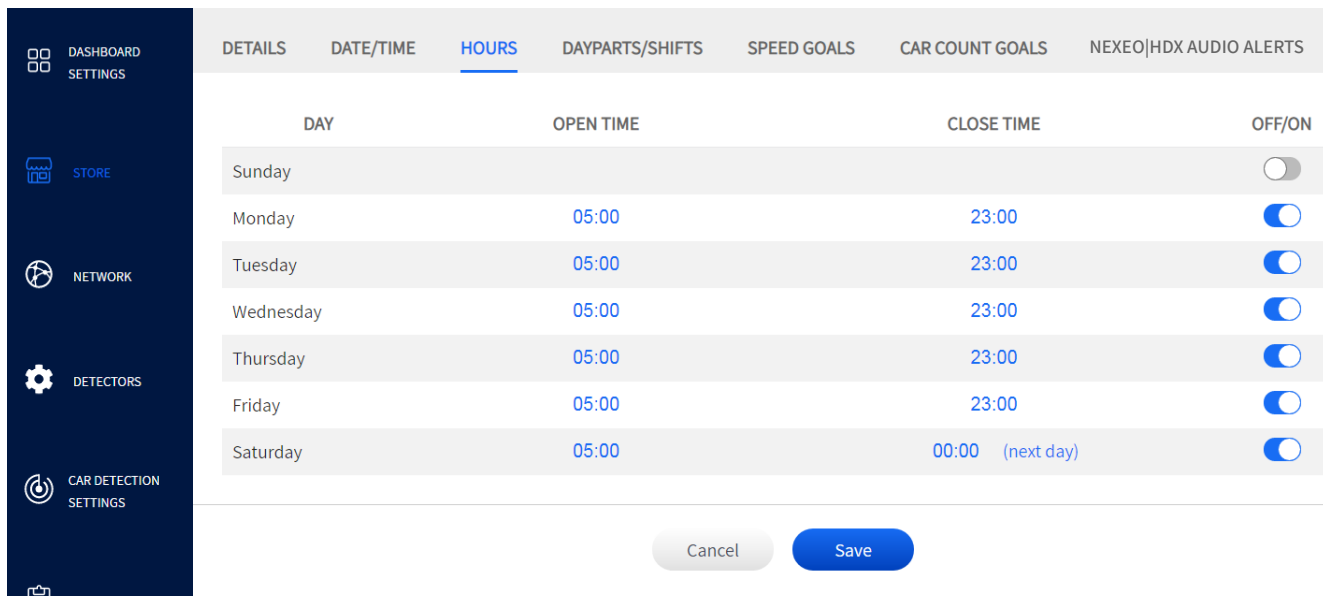 DASHBOARD
SETTINGS
STORE
NETWORK
DETECTORS
CAR DETECTION
SETTINGS
DETAILS DATE/TIME HOURS DAYPARTS/SHIFTS SPEED GOALS CAR COUNT GOALS NEXEO|HDX AUDIO ALERTS
DAY OPEN TIME CLOSE TIME OFF/ON
Sunday
Monday 05:00 23:00
Tuesday 05:00 23:00
Wednesday 05:00 23:00
Thursday 05:00 23:00
Friday 05:00 23:00
Saturday 05:00 00:00 (next day)
Cancel Save